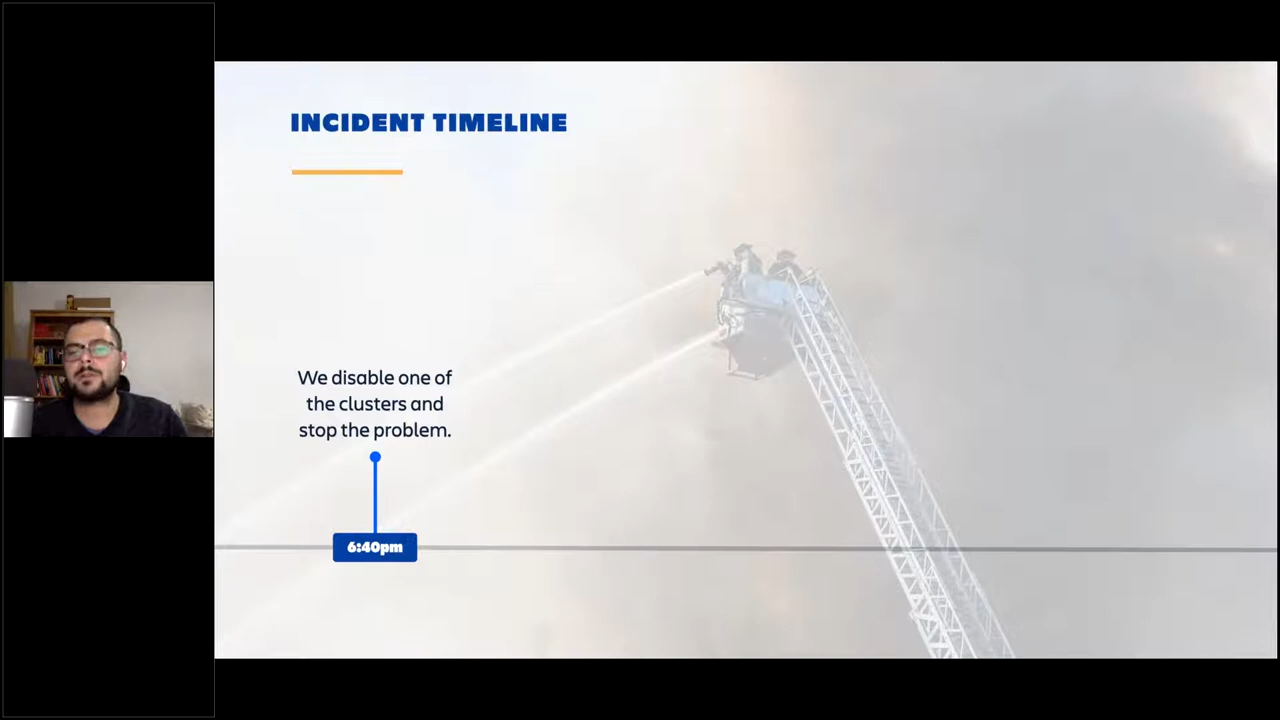 INCIDENT TIMELINE
We disable one of
the clusters and
stop the problem.
6:40pm